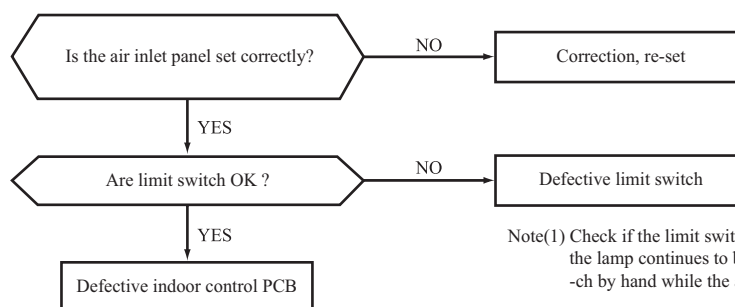 Is the air inlet panel set correctly?
NO
Correction, re-set
YES
Are limit switch OK ?
NO
Defective limit switch
YES
Note(1) Check if the limit swit
the lamp continues to b
-ch by hand while the
Defective indoor control PCB